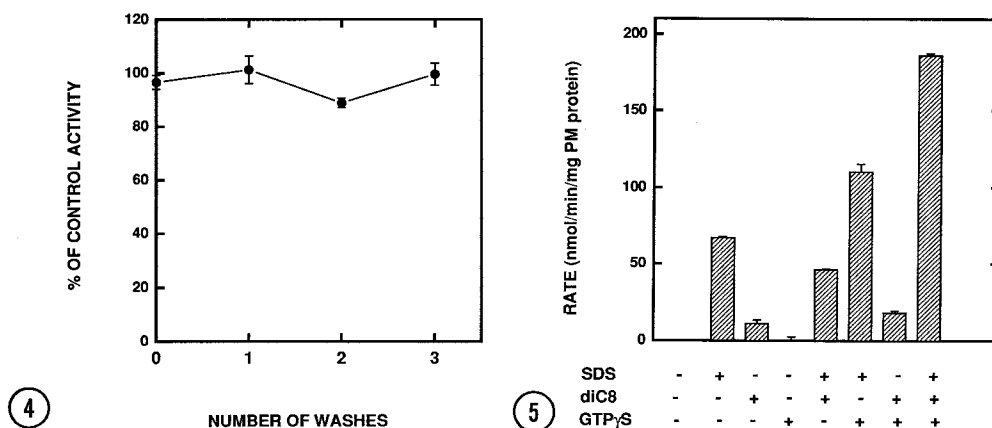 120
100
80
60
40
20
0
% OF CONTROL ACTIVITY
0 1 2 3
NUMBER OF WASHES
4
200
150
100
50
0
RATE (nmol/min/mg PM protein)
SDS - + - - + + - +
diC8 - - + - + - + +
GTPγS - - - + - + + +
5